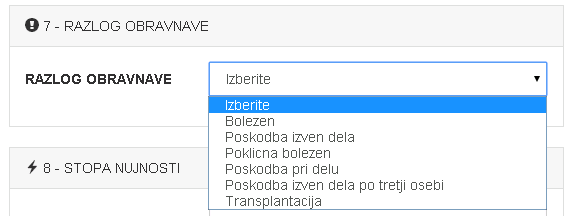 7 - RAZLOG OBRAVNAVE
RAZLOG OBRAVNAVE
Izberite
Izberite
Bolezen
Poskodba izven dela
Poklicna bolezen
Poskodba pri delu
Poskodba izven dela po tretji osebi
Transplantacija
8 - STOPA NUJNOSTI